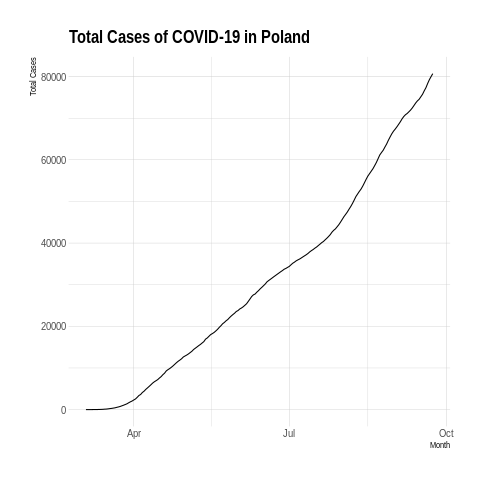 Total Cases of COVID-19 in Poland
Total Cases
80000
60000
40000
20000
0
Apr
Jul
Oct
Month